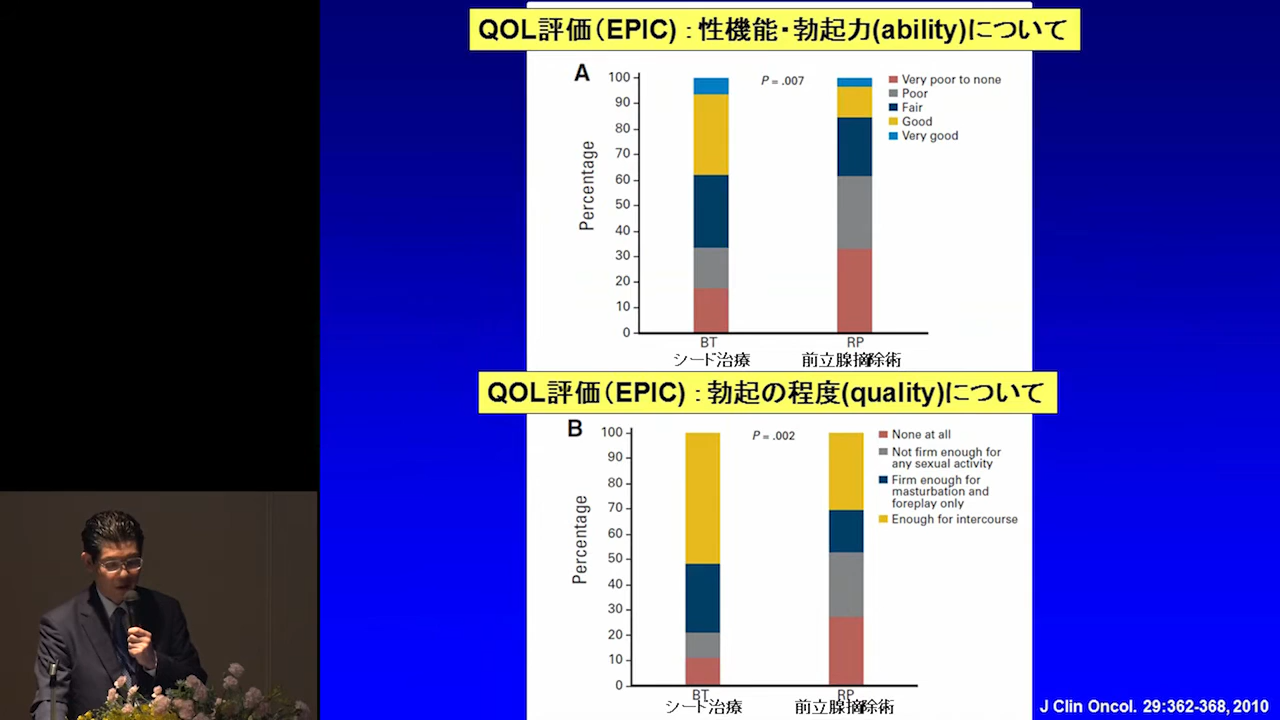 QOL評価(EPIC):性機能・勃起力(ability)について
A
P = .007
Percentage
100
90
80
70
60
50
40
30
20
10
0
BT
シード治療
RP
前立腺摘除術
Very poor to none
Poor
Fair
Good
Very good
QOL評価(EPIC):勃起の程度(quality)について
B
P = .002
Percentage
100
90
80
70
60
50
40
30
20
10
0
BT
シード治療
RP
前立腺摘除術
None at all
Not firm enough for
any sexual activity
Firm enough for
masturbation and
foreplay only
Enough for intercourse
J Clin Oncol. 29:362-368, 2010